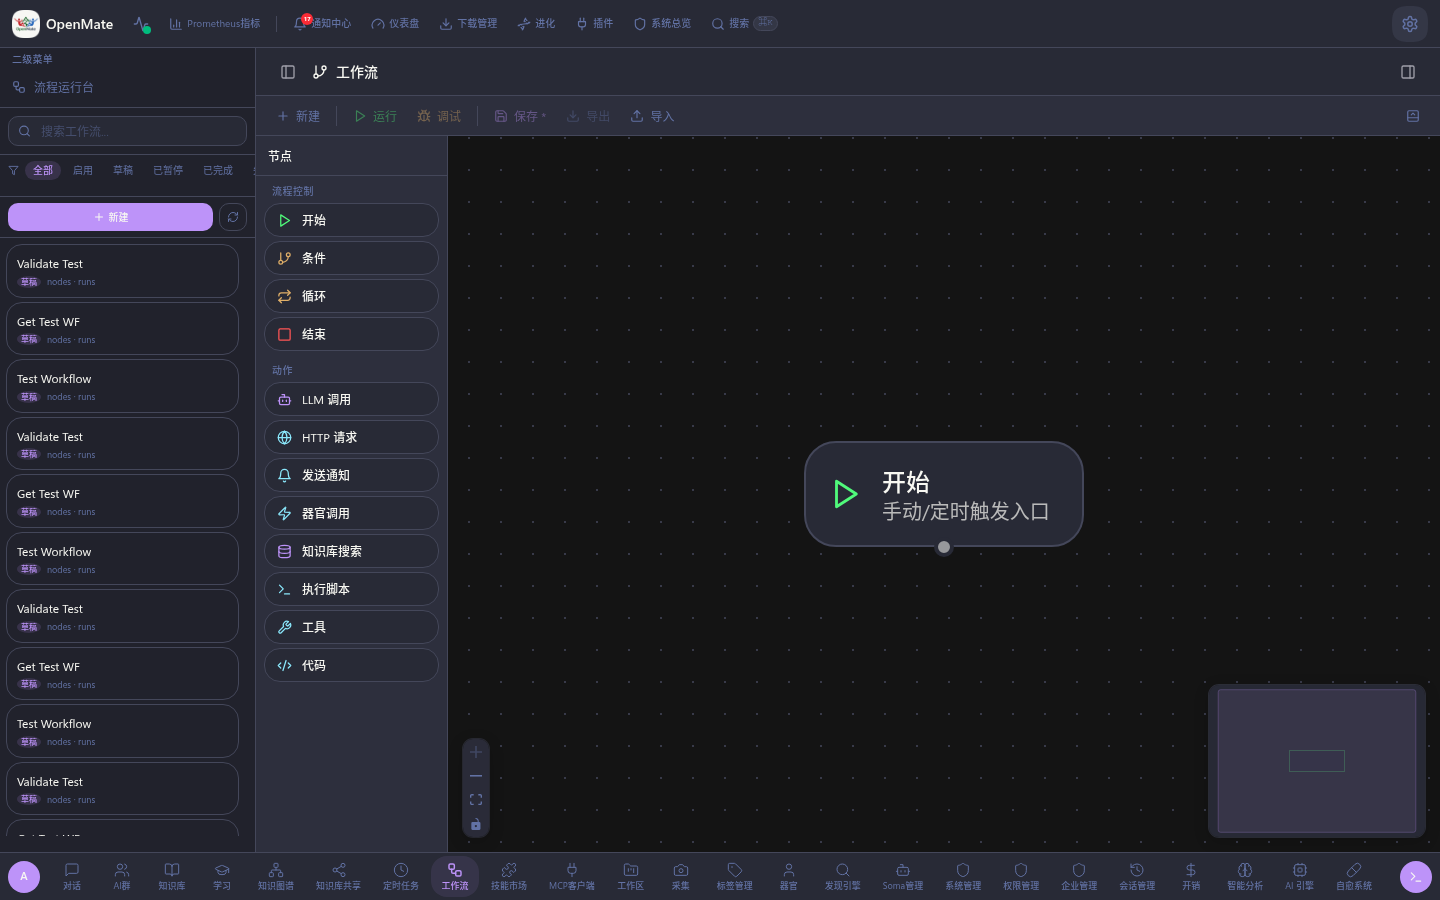 OpenMate
Prometheus指标
17
通知中心
仪表盘
下载管理
进化
插件
系统总览
搜索
⌘K
二级菜单
流程运行台
搜索工作流...
全部
启用
草稿
已暂停
已完成
新建
Validate Test
草稿 nodes · runs
Get Test WF
草稿 nodes · runs
Test Workflow
草稿 nodes · runs
Validate Test
草稿 nodes · runs
Get Test WF
草稿 nodes · runs
Test Workflow
草稿 nodes · runs
Validate Test
草稿 nodes · runs
Get Test WF
草稿 nodes · runs
Test Workflow
草稿 nodes · runs
Validate Test
草稿 nodes · runs
工作流
新建
运行
调试
保存 *
导出
导入
节点
流程控制
开始
条件
循环
结束
动作
LLM 调用
HTTP 请求
发送通知
器官调用
知识库搜索
执行脚本
工具
代码
开始
手动/定时触发入口
A
对话
AI群
知识库
学习
知识图谱
知识库共享
定时任务
工作流
技能市场
MCP客户端
工作区
采集
标签管理
器官
发现引擎
Soma管理
系统管理
权限管理
企业管理
会话管理
开销
智能分析
AI 引擎
自愈系统